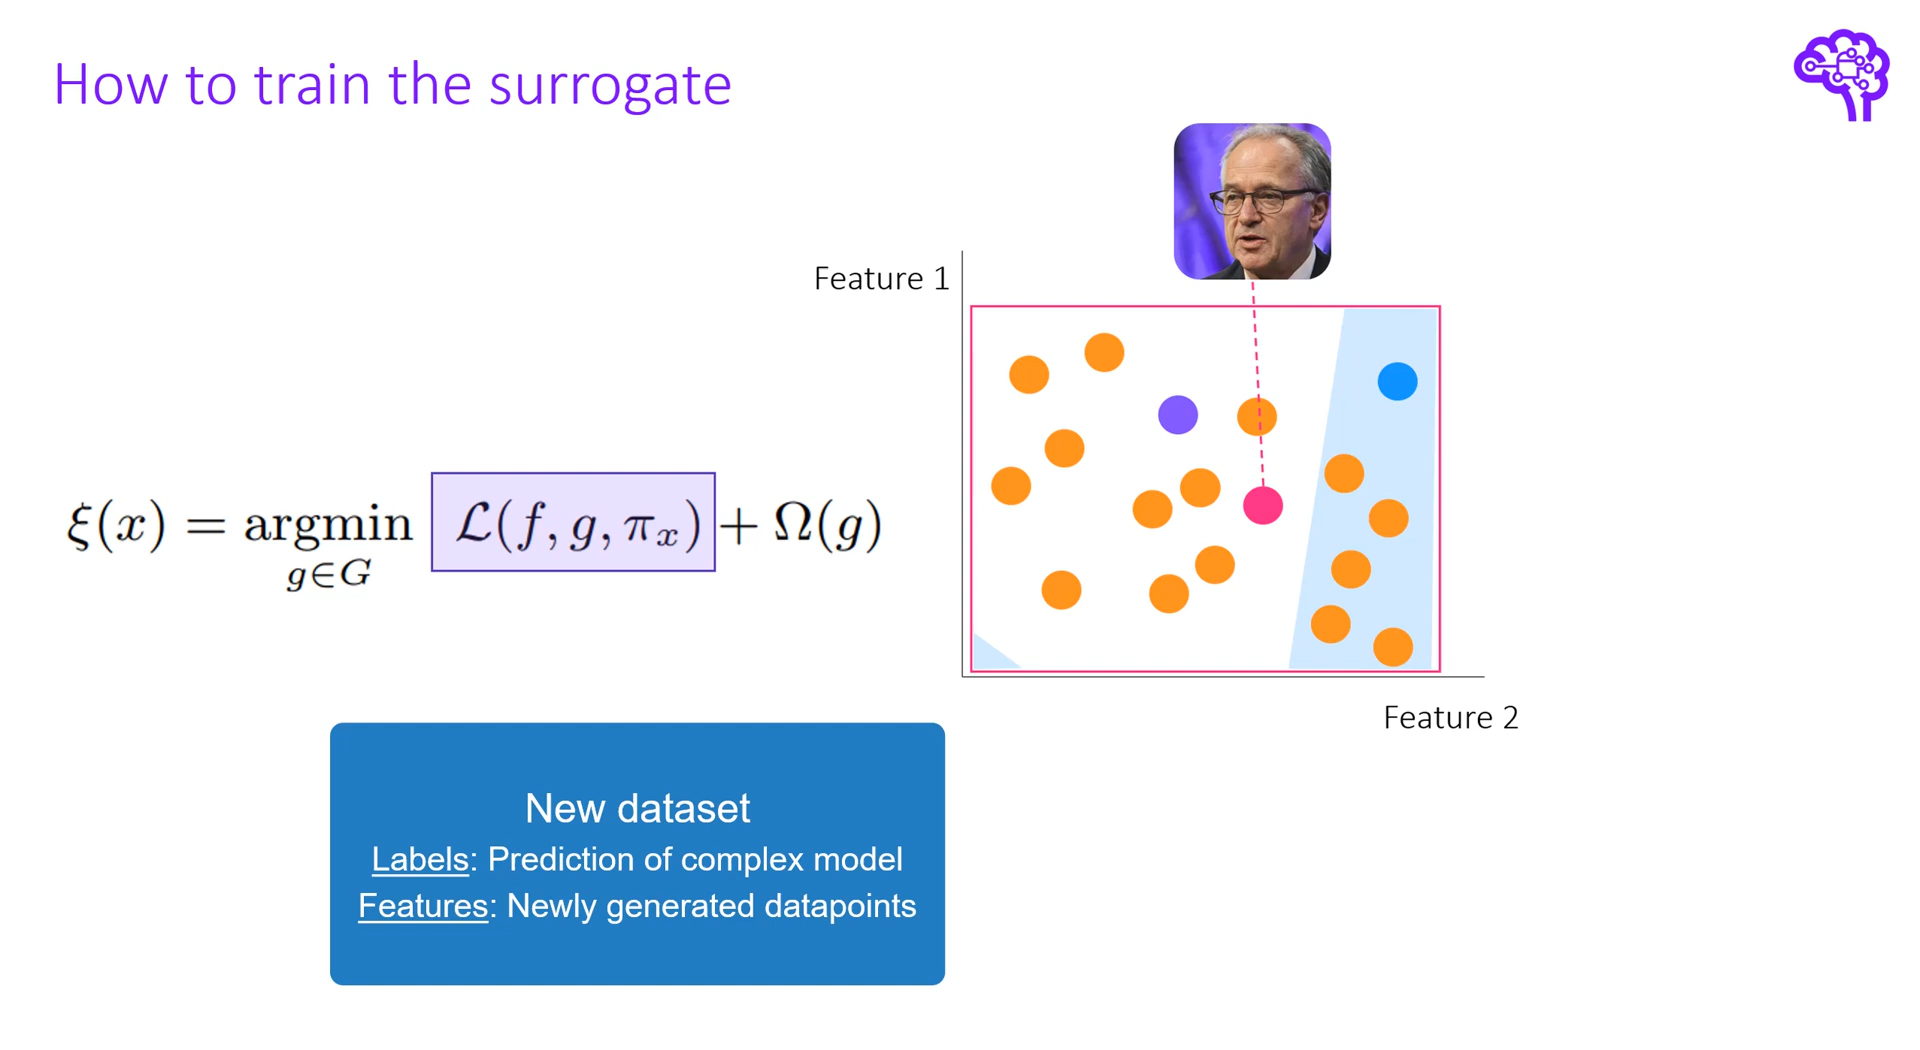 How to train the surrogate
Feature 1
ξ(x) = argmin L(f, g, πₓ) + Ω(g)
g∈G
Feature 2
New dataset
Labels: Prediction of complex model
Features: Newly generated datapoints